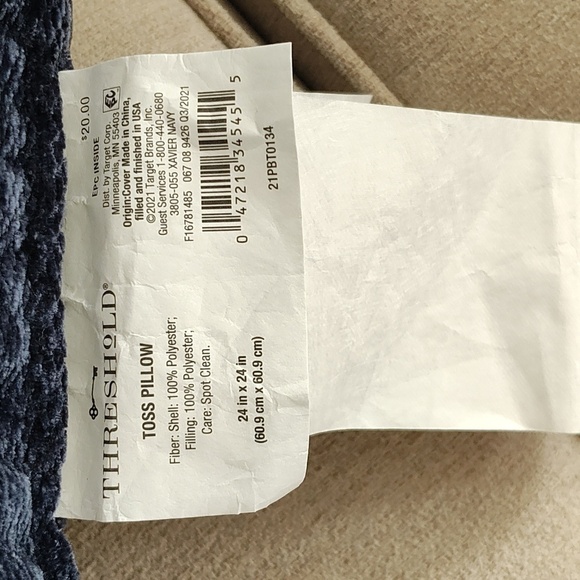 THRESHOLD®
TOSS PILLOW
Fiber: Shell: 100% Polyester;
Filling: 100% Polyester;
Care: Spot Clean.
24 in x 24 in
(60.9 cm x 60.9 cm)
$20.00
EPC INSIDE
Dist. by Target Corp.
Minneapolis, MN 55403
Origin:Cover Made in China,
filled and finished in USA
©2021 Target Brands, Inc.
Guest Services 1-800-440-0680
3805-055 XAVIER NAVY
F16781485 067 08 9426 03/2021
0 47218 34545 5
21PBT0134